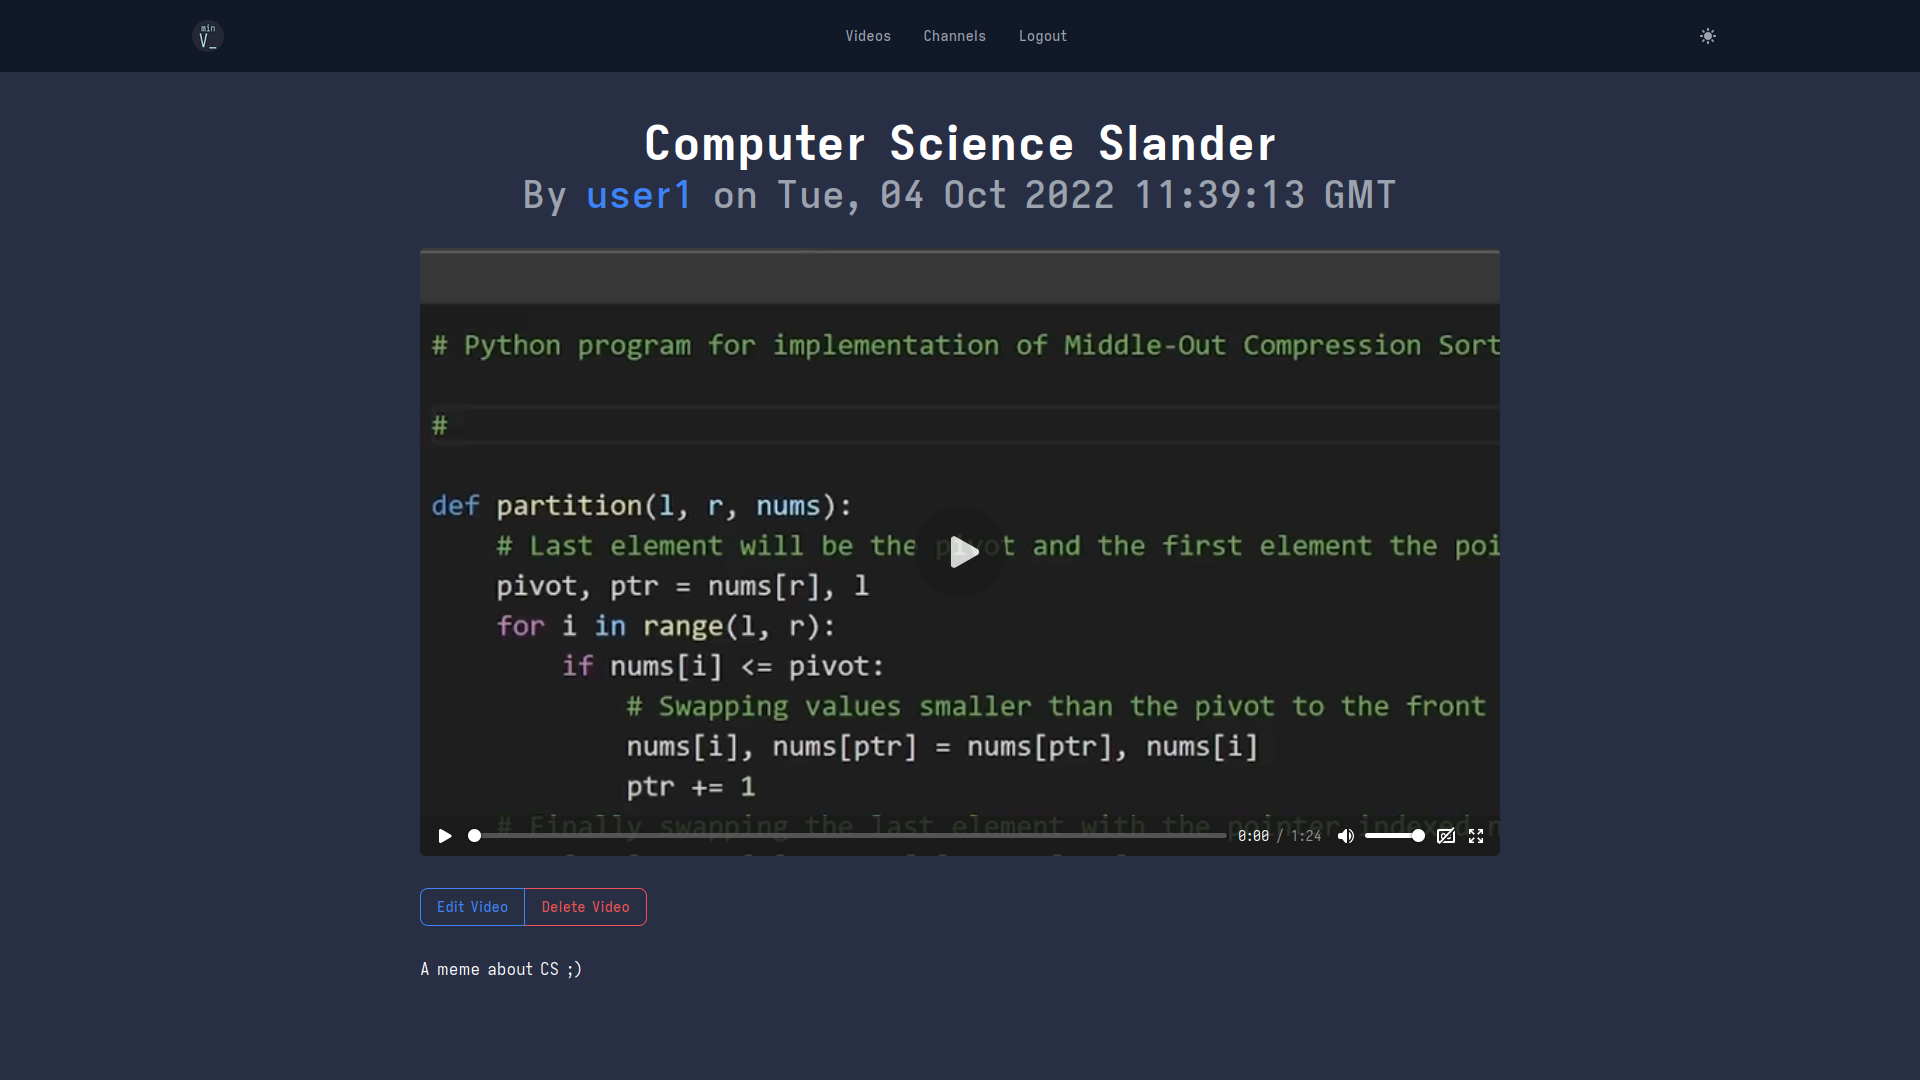 min
V_
Videos Channels Logout
Computer Science Slander
By user1 on Tue, 04 Oct 2022 11:39:13 GMT
# Python program for implementation of Middle-Out Compression Sort
#
def partition(l, r, nums):
# Last element will be the pivot and the first element the poi
pivot, ptr = nums[r], l
for i in range(l, r):
if nums[i] <= pivot:
# Swapping values smaller than the pivot to the front
nums[i], nums[ptr] = nums[ptr], nums[i]
ptr += 1
# Finally swapping the last element with the pointer indexed n
0:00 / 1:24
Edit Video Delete Video
A meme about CS ;)